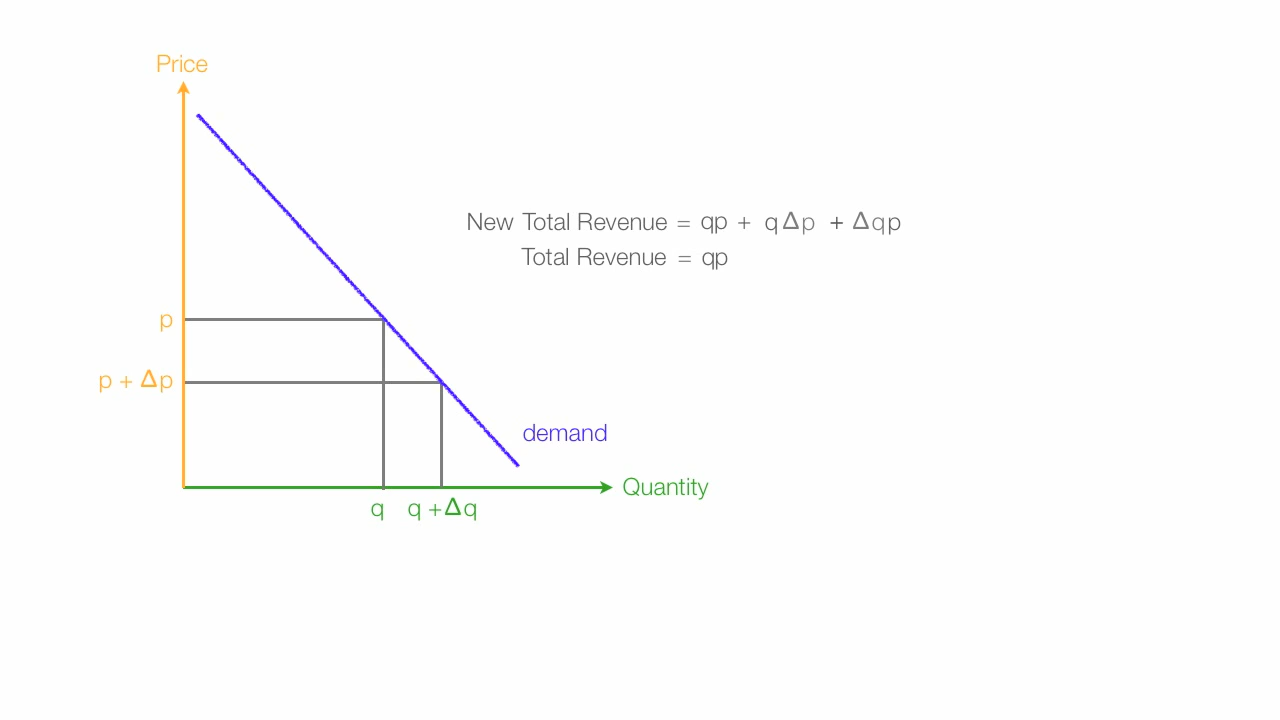 Price
New Total Revenue = qp + qΔp + Δqp
Total Revenue = qp
p
p + Δp
demand
Quantity
q
q + Δq